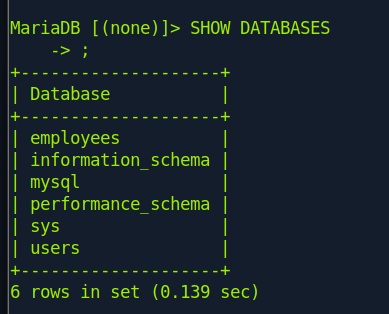 MariaDB [(none)]> SHOW DATABASES
    -> ;
+--------------------+
| Database           |
+--------------------+
| employees          |
| information_schema |
| mysql              |
| performance_schema |
| sys                |
| users              |
+--------------------+
6 rows in set (0.139 sec)